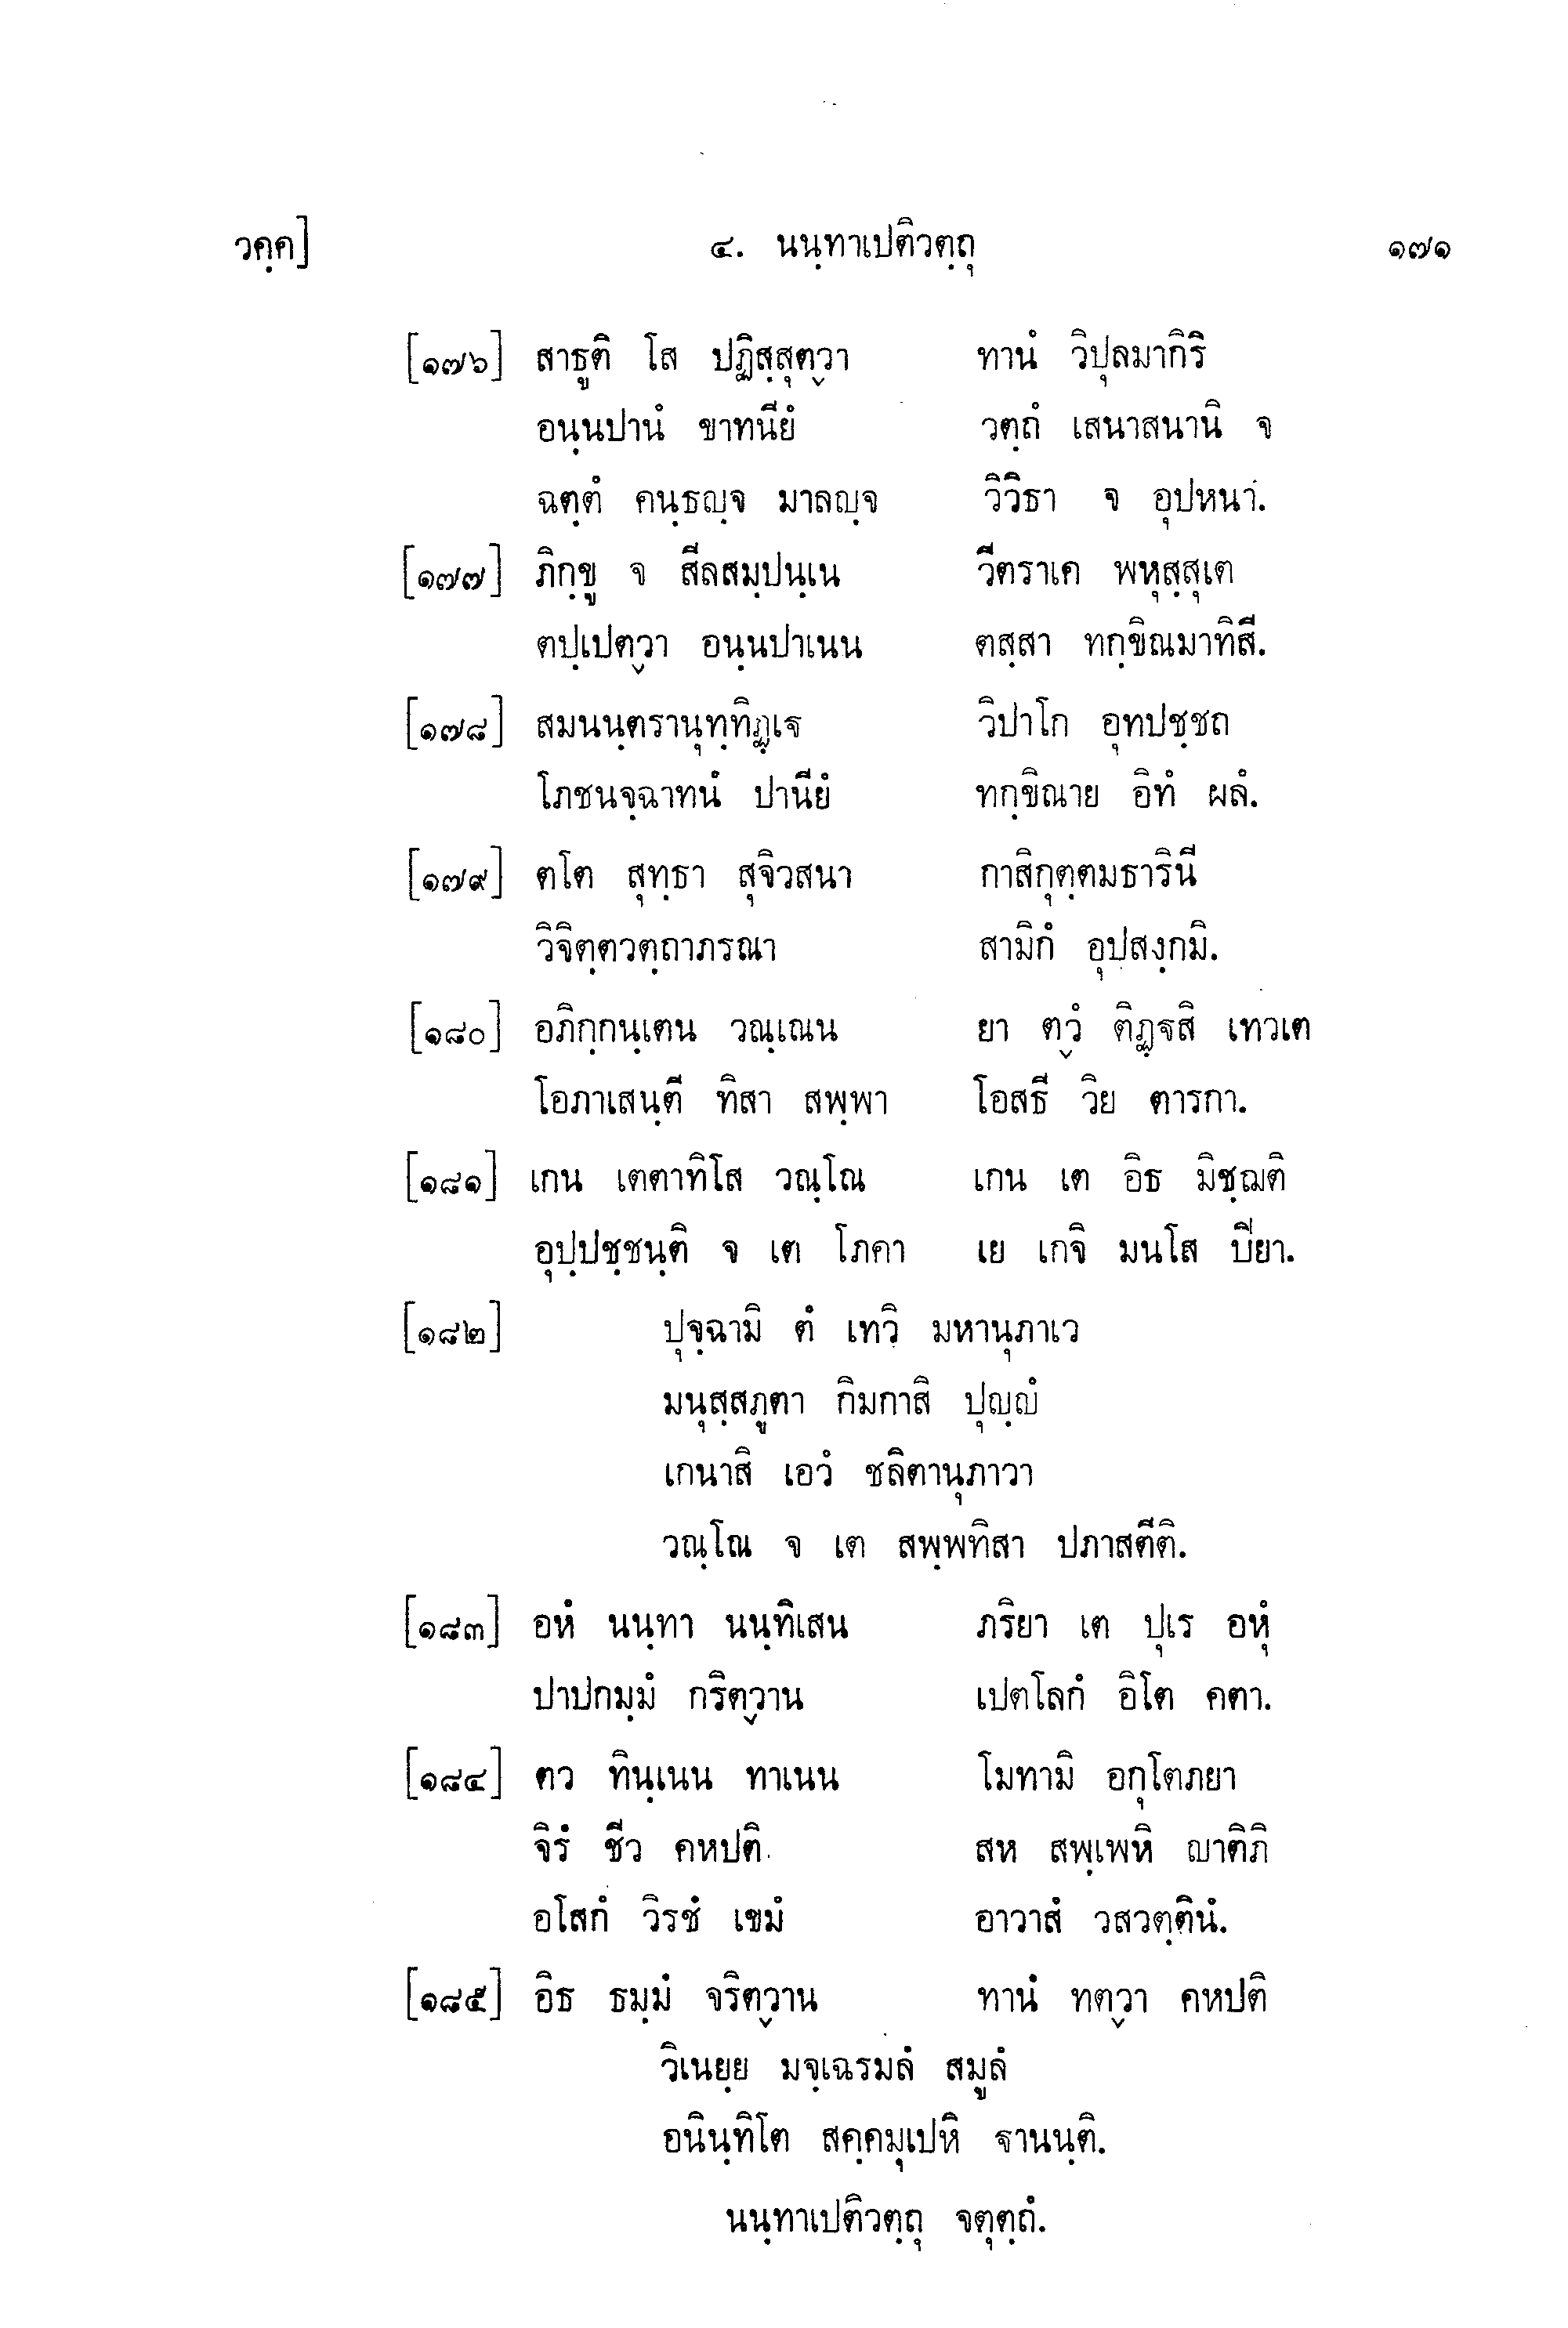 วคฺค] ๔. นนฺทาเปติวตฺถุ ๑๗๑
[๑๗๖] สาธูติ โส ปฏิสฺสุตฺวา ทานํ วิปุลมากิริ
อนฺนปานํ ขาทนียํ วตฺถํ เสนาสนานิ จ
ฉตฺตํ คนฺธญฺจ มาลญฺจ วิวิธา จ อุปหนา.
[๑๗๗] ภิกฺขู จ สีลสมฺปนฺเน วีตราเค พหุสฺสุเต
ตปฺเปตฺวา อนฺนปาเนน ตสฺสา ทกฺขิณมาทิสี.
[๑๗๘] สมนนฺตรานุทฺทิฏฺเฐ วิปาโก อุทปชฺชถ
โภชนจฺฉาทนํ ปานียํ ทกฺขิณาย อิทํ ผลํ.
[๑๗๙] ตโต สุทฺธา สุจิวสนา กาสิกุตฺตมธารินี
วิจิตฺตวตฺถาภรณา สามิกํ อุปสงฺกมิ.
[๑๘๐] อภิกฺกนฺเตน วณฺเณน ยา ตฺวํ ติฏฺฐสิ เทวเต
โอภาเสนฺตี ทิสา สพฺพา โอสธี วิย ตารกา.
[๑๘๑] เกน เตตาทิโส วณฺโณ เกน เต อิธ มิชฺฌติ
อุปฺปชฺชนฺติ จ เต โภคา เย เกจิ มนโส ปิยา.
[๑๘๒] ปุจฺฉามิ ตํ เทวิ มหานุภาเว
มนุสฺสภูตา กิมกาสิ ปุญฺญํ
เกนาสิ เอวํ ชลิตานุภาวา
วณฺโณ จ เต สพฺพทิสา ปภาสตีติ.
[๑๘๓] อหํ นนฺทา นนฺทิเสน ภริยา เต ปุเร อหุํ
ปาปกมฺมํ กริตฺวาน เปตโลกํ อิโต คตา.
[๑๘๔] ตว ทินฺเนน ทาเนน โมทามิ อกุโตภยา
จิรํ ชีว คหปติ สห สพฺเพหิ ญาติภิ
อโสกํ วิรชํ เขมํ อาวาสํ วสวตฺตินํ.
[๑๘๕] อิธ ธมฺมํ จริตฺวาน ทานํ ทตฺวา คหปติ
วิเนยฺย มจฺเฉรมลํ สมูลํ
อนินฺทิโต สคฺคมุเปหิ ฐานนฺติ.
นนฺทาเปติวตฺถุ จตุตฺถํ.